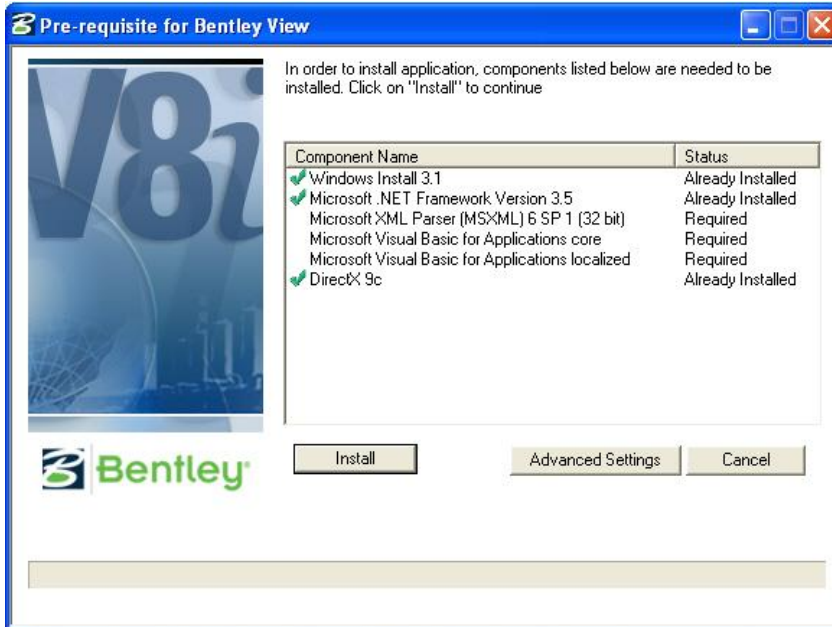 Pre-requisite for Bentley View
V8i
In order to install application, components listed below are needed to be
installed. Click on "Install" to continue
Component Name Status
Windows Install 3.1 Already Installed
Microsoft .NET Framework Version 3.5 Already Installed
Microsoft XML Parser (MSXML) 6 SP 1 (32 bit) Required
Microsoft Visual Basic for Applications core Required
Microsoft Visual Basic for Applications localized Required
DirectX 9c Already Installed
Bentley
Install Advanced Settings Cancel